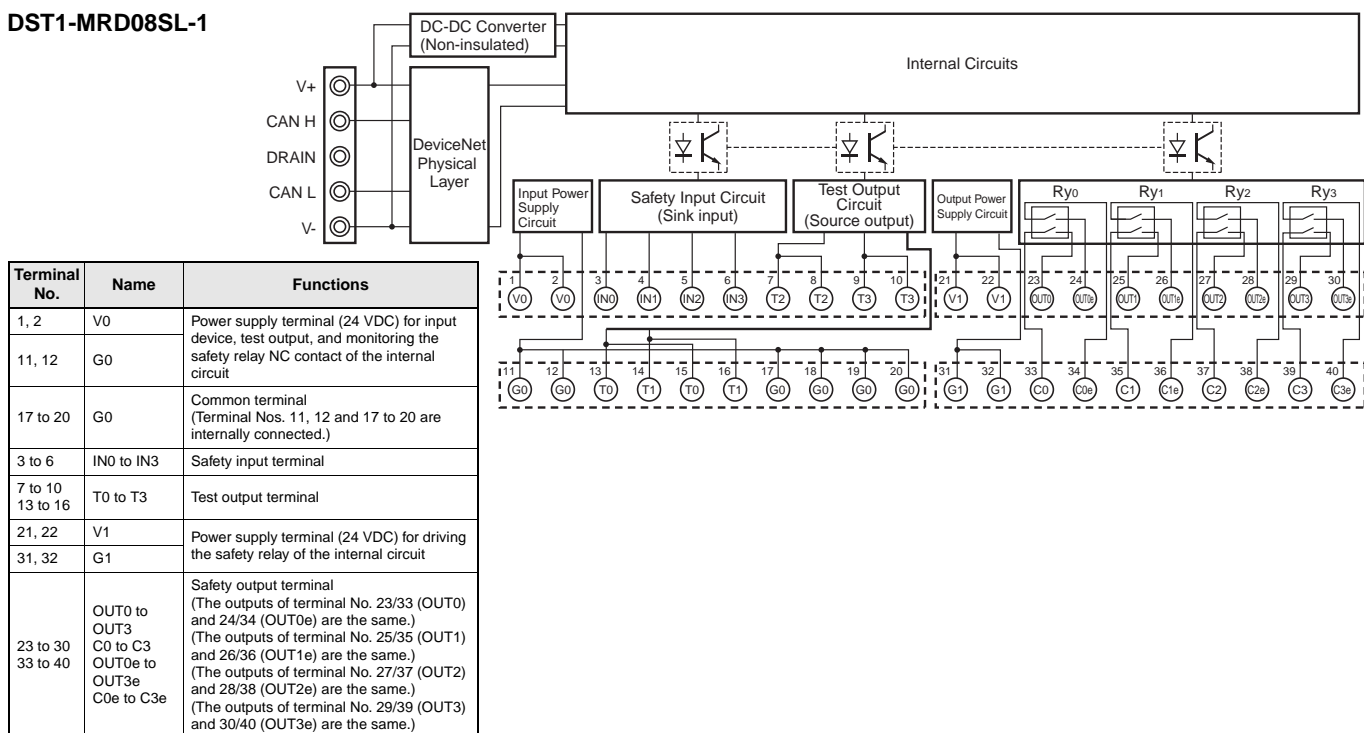 DST1-MRD08SL-1
DC-DC Converter
(Non-insulated)
Internal Circuits
V+
CAN H
DRAIN
CAN L
V-
DeviceNet
Physical
Layer
Input Power
Supply
Circuit
Safety Input Circuit
(Sink input)
Test Output
Circuit
(Source output)
Output Power
Supply Circuit
Ry0 Ry1 Ry2 Ry3
1 2 3 4 5 6 7 8 9 10 21 22 23 24 25 26 27 28 29 30
V0 V0 IN0 IN1 IN2 IN3 T2 T2 T3 T3 V1 V1 OUT0 OUT0e OUT1 OUT1e OUT2 OUT2e OUT3 OUT3e
11 12 13 14 15 16 17 18 19 20 31 32 33 34 35 36 37 38 39 40
G0 G0 T0 T1 T0 T1 G0 G0 G0 G0 G1 G1 C0 C0e C1 C1e C2 C2e C3 C3e
Terminal
No.
Name
Functions
1, 2
V0
Power supply terminal (24 VDC) for input
device, test output, and monitoring the
safety relay NC contact of the internal
circuit
11, 12
G0
17 to 20
G0
Common terminal
(Terminal Nos. 11, 12 and 17 to 20 are
internally connected.)
3 to 6
IN0 to IN3
Safety input terminal
7 to 10
13 to 16
T0 to T3
Test output terminal
21, 22
V1
Power supply terminal (24 VDC) for driving
the safety relay of the internal circuit
31, 32
G1
23 to 30
33 to 40
OUT0 to
OUT3
C0 to C3
OUT0e to
OUT3e
C0e to C3e
Safety output terminal
(The outputs of terminal No. 23/33 (OUT0)
and 24/34 (OUT0e) are the same.)
(The outputs of terminal No. 25/35 (OUT1)
and 26/36 (OUT1e) are the same.)
(The outputs of terminal No. 27/37 (OUT2)
and 28/38 (OUT2e) are the same.)
(The outputs of terminal No. 29/39 (OUT3)
and 30/40 (OUT3e) are the same.)